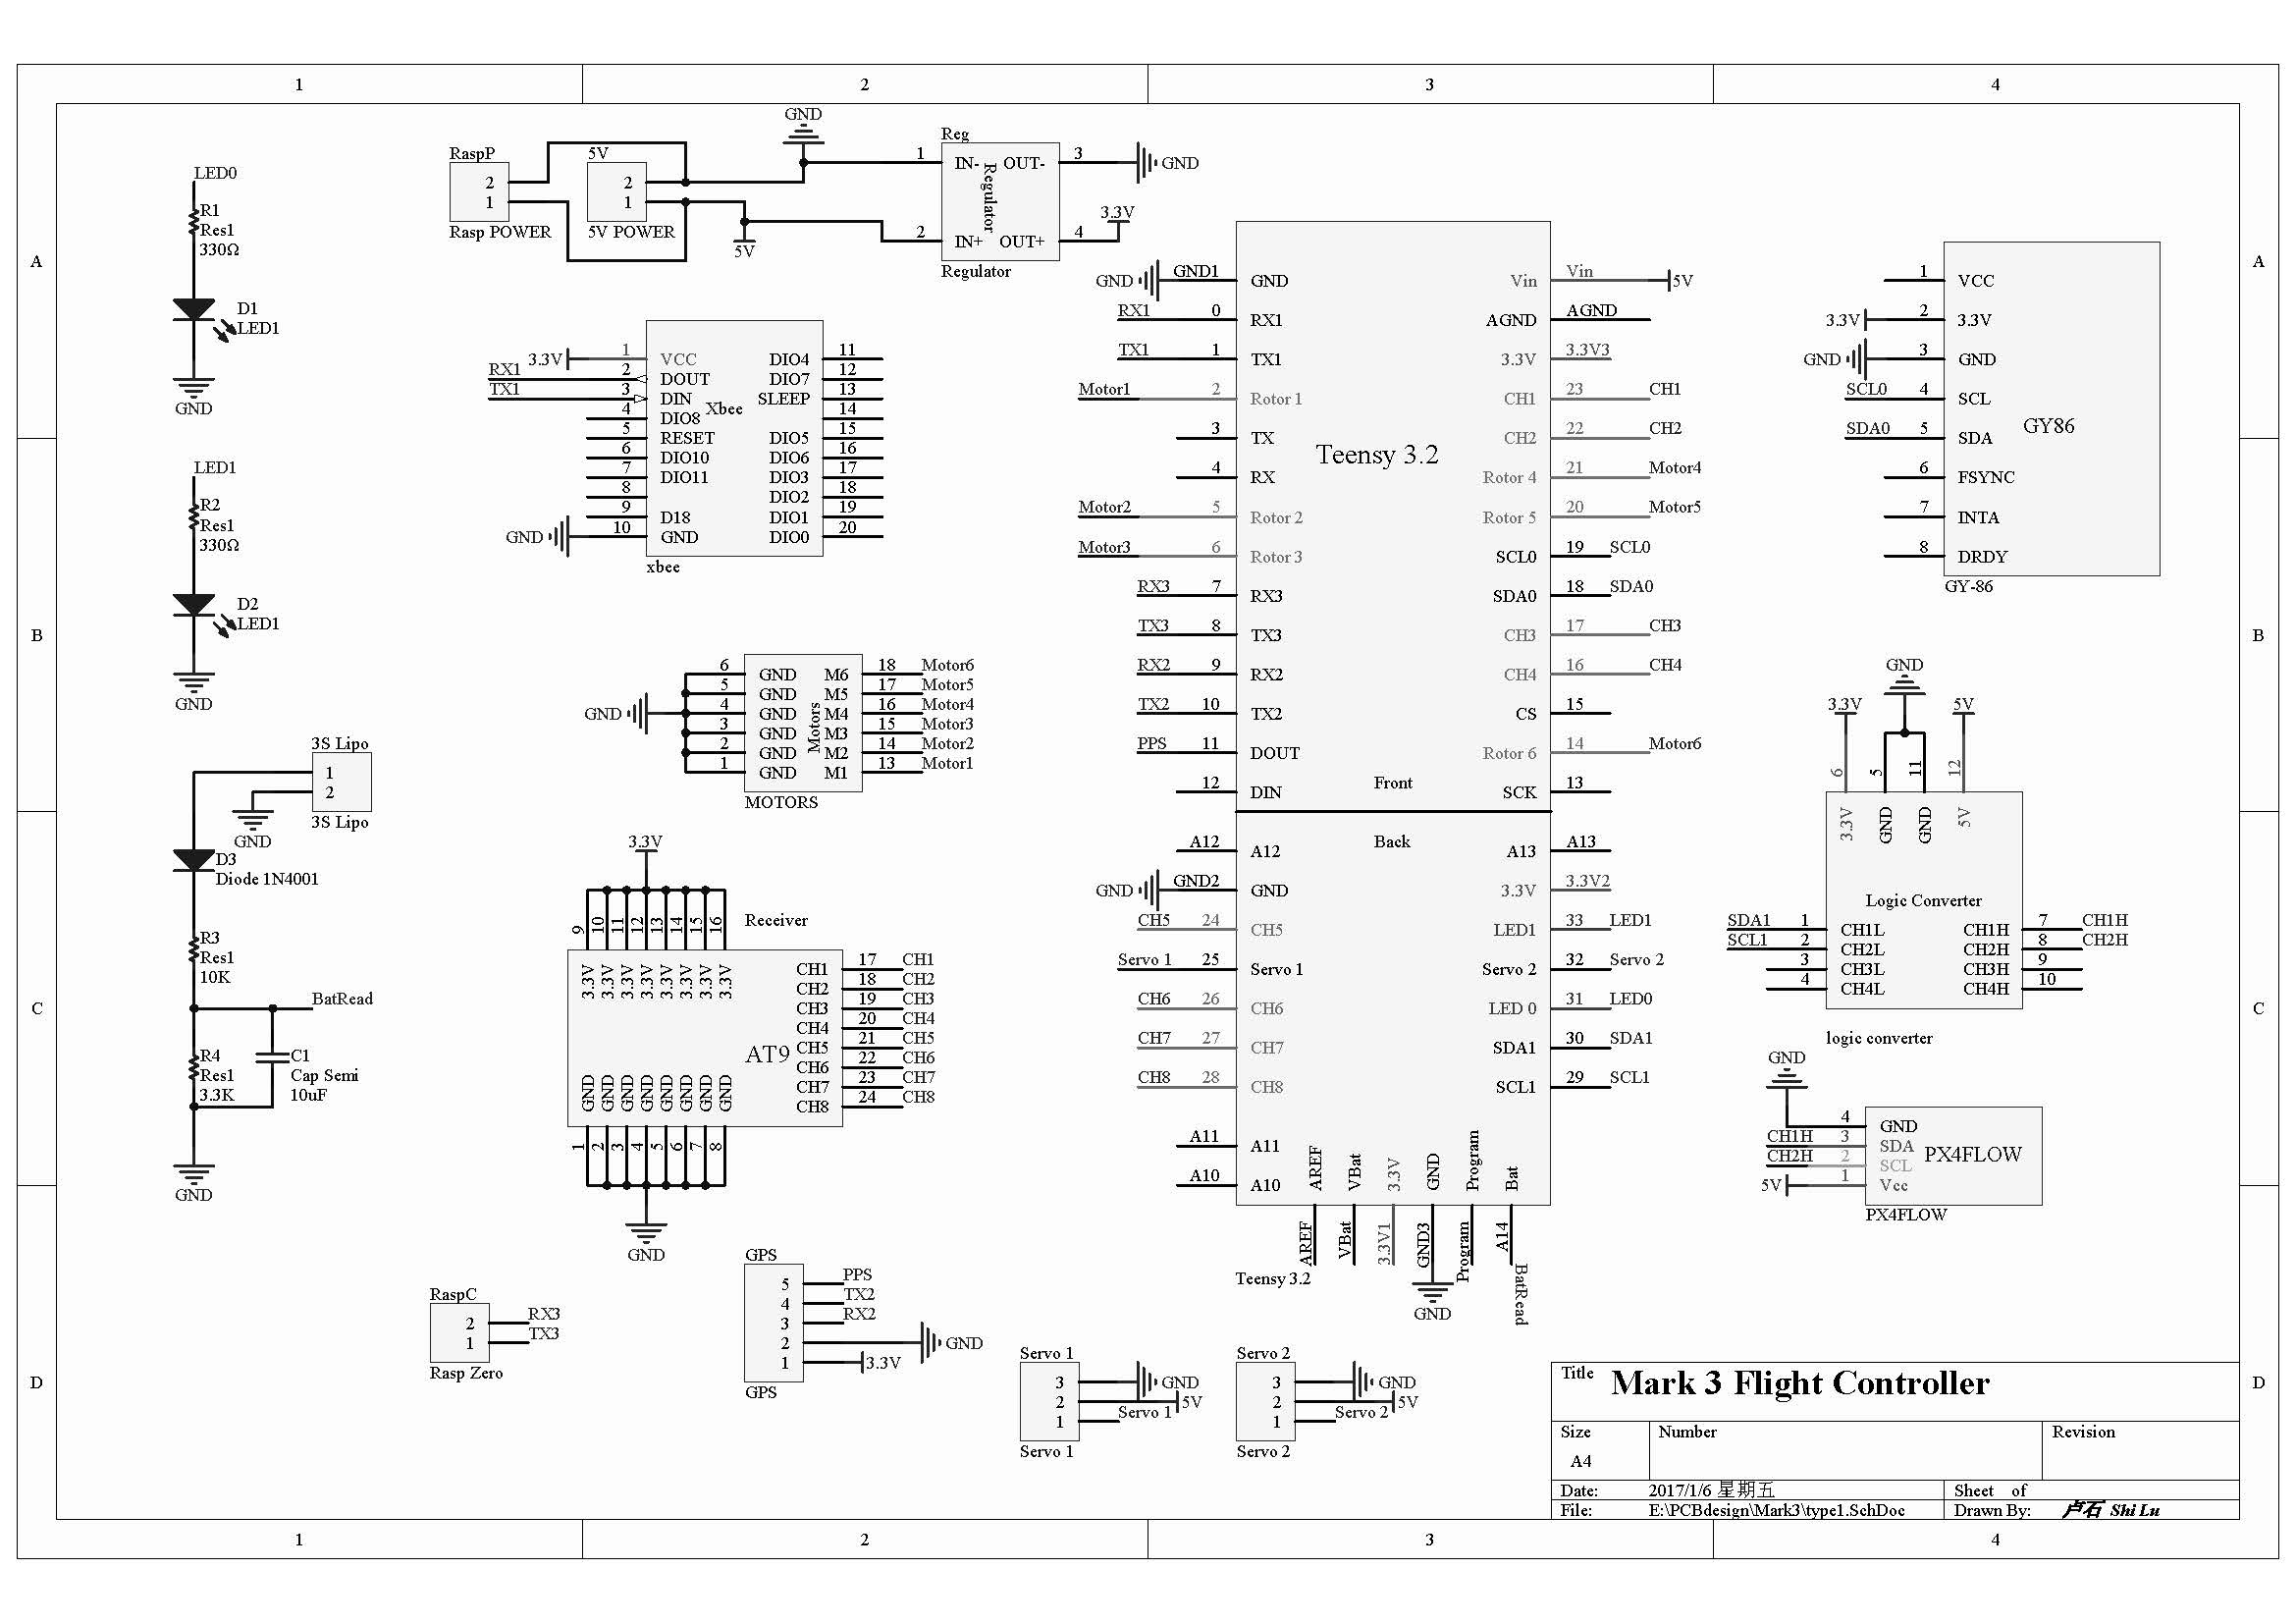 1 2 3 4
A
B
C
D
LED0
R1
Res1
330Ω
D1
LED1
GND
LED1
R2
Res1
330Ω
D2
LED1
GND
3S Lipo
1
2
3S Lipo
GND
D3
Diode 1N4001
R3
Res1
10K
BatRead
R4
Res1
3.3K
C1
Cap Semi
10uF
GND
RaspP
2
1
Rasp POWER
5V
2
1
5V POWER
GND
5V
Reg
1 IN- OUT- 3 GND
Regulator
3.3V
2 IN+ OUT+ 4
Regulator
3.3V 1 VCC DIO4 11
RX1 2 DOUT DIO7 12
TX1 3 DIN SLEEP 13
Xbee
4 DIO8 14
5 RESET DIO5 15
6 DIO10 DIO6 16
7 DIO11 DIO3 17
8 DIO2 18
9 D18 DIO1 19
GND 10 GND DIO0 20
xbee
6 GND M6 18 Motor6
5 GND M5 17 Motor5
GND 4 GND M4 16 Motor4
3 GND M3 15 Motor3
2 GND M2 14 Motor2
1 GND M1 13 Motor1
Motors
MOTORS
3.3V
9 10 11 12 13 14 15 16
Receiver
3.3V 3.3V 3.3V 3.3V 3.3V 3.3V 3.3V 3.3V
AT9
CH1 17 CH1
CH2 18 CH2
CH3 19 CH3
CH4 20 CH4
CH5 21 CH5
CH6 22 CH6
CH7 23 CH7
CH8 24 CH8
GND GND GND GND GND GND GND GND
1 2 3 4 5 6 7 8
GND
RaspC
2 RX3
1 TX3
Rasp Zero
GPS
5 PPS
4 TX2
3 RX2
2 GND
1 3.3V
GPS
Servo 1
3 GND
2 5V
1 Servo 1
Servo 1
Servo 2
3 GND
2 5V
1 Servo 2
Servo 2
Teensy 3.2
GND GND1 GND Vin Vin 5V
RX1 0 RX1 AGND AGND
TX1 1 TX1 3.3V 3.3V3
Motor1 2 Rotor 1 CH1 23 CH1
3 TX CH2 22 CH2
4 RX Rotor 4 21 Motor4
Motor2 5 Rotor 2 Rotor 5 20 Motor5
Motor3 6 Rotor 3 SCL0 19 SCL0
RX3 7 RX3 SDA0 18 SDA0
TX3 8 TX3 CH3 17 CH3
RX2 9 RX2 CH4 16 CH4
TX2 10 TX2 CS 15
PPS 11 DOUT Rotor 6 14 Motor6
12 DIN Front SCK 13
Back
A12 A12 A13 A13
GND GND2 GND 3.3V 3.3V2
CH5 24 CH5 LED1 33 LED1
Servo 1 25 Servo 1 Servo 2 32 Servo 2
CH6 26 CH6 LED 0 31 LED0
CH7 27 CH7 SDA1 30 SDA1
CH8 28 CH8 SCL1 29 SCL1
A11 A11
A10 A10
AREF VBat 3.3V GND Program Bat
AREF VBat 3.3V1 GND3 Program A14
BatRead
Teensy 3.2
GND
1 VCC
3.3V 2 3.3V
GND 3 GND
SCL0 4 SCL
SDA0 5 SDA
6 FSYNC
7 INTA
8 DRDY
GY86
GY-86
GND
3.3V 5V
6 5 11 12
3.3V GND GND 5V
Logic Converter
SDA1 1 CH1L CH1H 7 CH1H
SCL1 2 CH2L CH2H 8 CH2H
3 CH3L CH3H 9
4 CH4L CH4H 10
logic converter
GND
4 GND
CH1H 3 SDA
CH2H 2 SCL
5V 1 Vcc
PX4FLOW
PX4FLOW
Title Mark 3 Flight Controller
Size Number Revision
A4
Date: 2017/1/6 星期五 Sheet of
File: E:\PCBdesign\Mark3\type1.SchDoc Drawn By: 卢石 Shi Lu
A
B
C
D
1 2 3 4